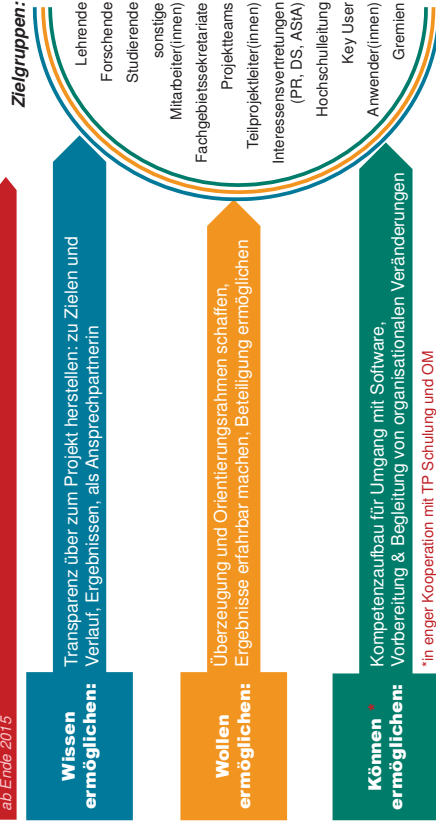 ab Ende 2015
Wissen
ermöglichen:
Transparenz über zum Projekt herstellen: zu Zielen und
Verlauf, Ergebnissen, als Ansprechpartnerin
Wollen
ermöglichen:
Überzeugung und Orientierungsrahmen schaffen,
Ergebnisse erfahrbar machen, Beteiligung ermöglichen
Können *
ermöglichen:
Kompetenzaufbau für Umgang mit Software,
Vorbereitung & Begleitung von organisationalen Veränderungen
*in enger Kooperation mit TP Schulung und OM
Zielgruppen:
Lehrende
Forschende
Studierende
sonstige
Mitarbeiter(innen)
Fachgebietssekretariate
Projektteams
Teilprojektleiter(innen)
Interessensvertretungen
(PR, DS, AStA)
Hochschulleitung
Key User
Anwender(innen)
Gremien